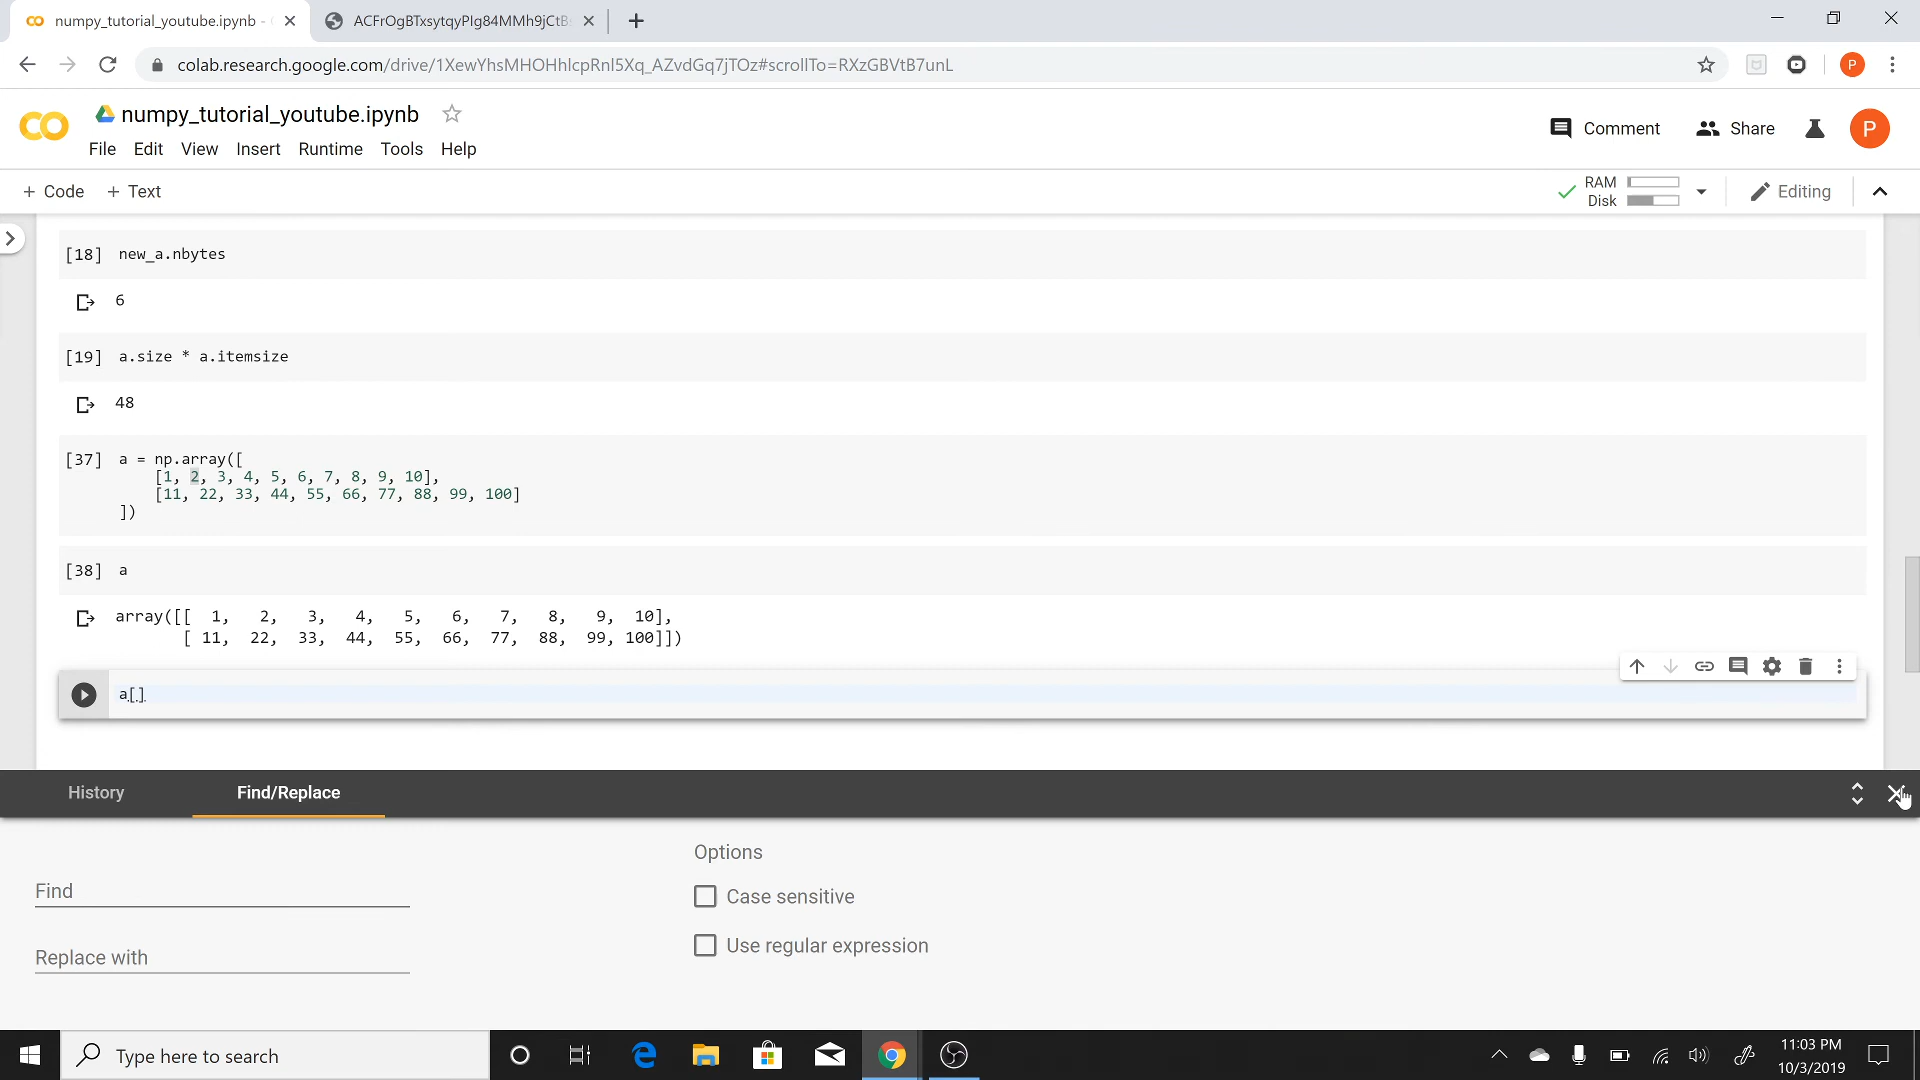 numpy_tutorial_youtube.ipynb -
ACFrOgBTxsytqyPIg84MMh9jCtB
colab.research.google.com/drive/1XewYhsMHOHhlcpRnI5Xq_AZvdGq7jTOz#scrollTo=RXzGBVtB7unL
P
CO
numpy_tutorial_youtube.ipynb
Comment
Share
P
File Edit View Insert Runtime Tools Help
+ Code + Text
RAM
Disk
Editing
[18] new_a.nbytes
6
[19] a.size * a.itemsize
48
[37] a = np.array([
[1, 2, 3, 4, 5, 6, 7, 8, 9, 10],
[11, 22, 33, 44, 55, 66, 77, 88, 99, 100]
])
[38] a
array([[ 1, 2, 3, 4, 5, 6, 7, 8, 9, 10],
[ 11, 22, 33, 44, 55, 66, 77, 88, 99, 100]])
a[]
History Find/Replace
Options
Find
Case sensitive
Use regular expression
Replace with
Type here to search
11:03 PM
10/3/2019